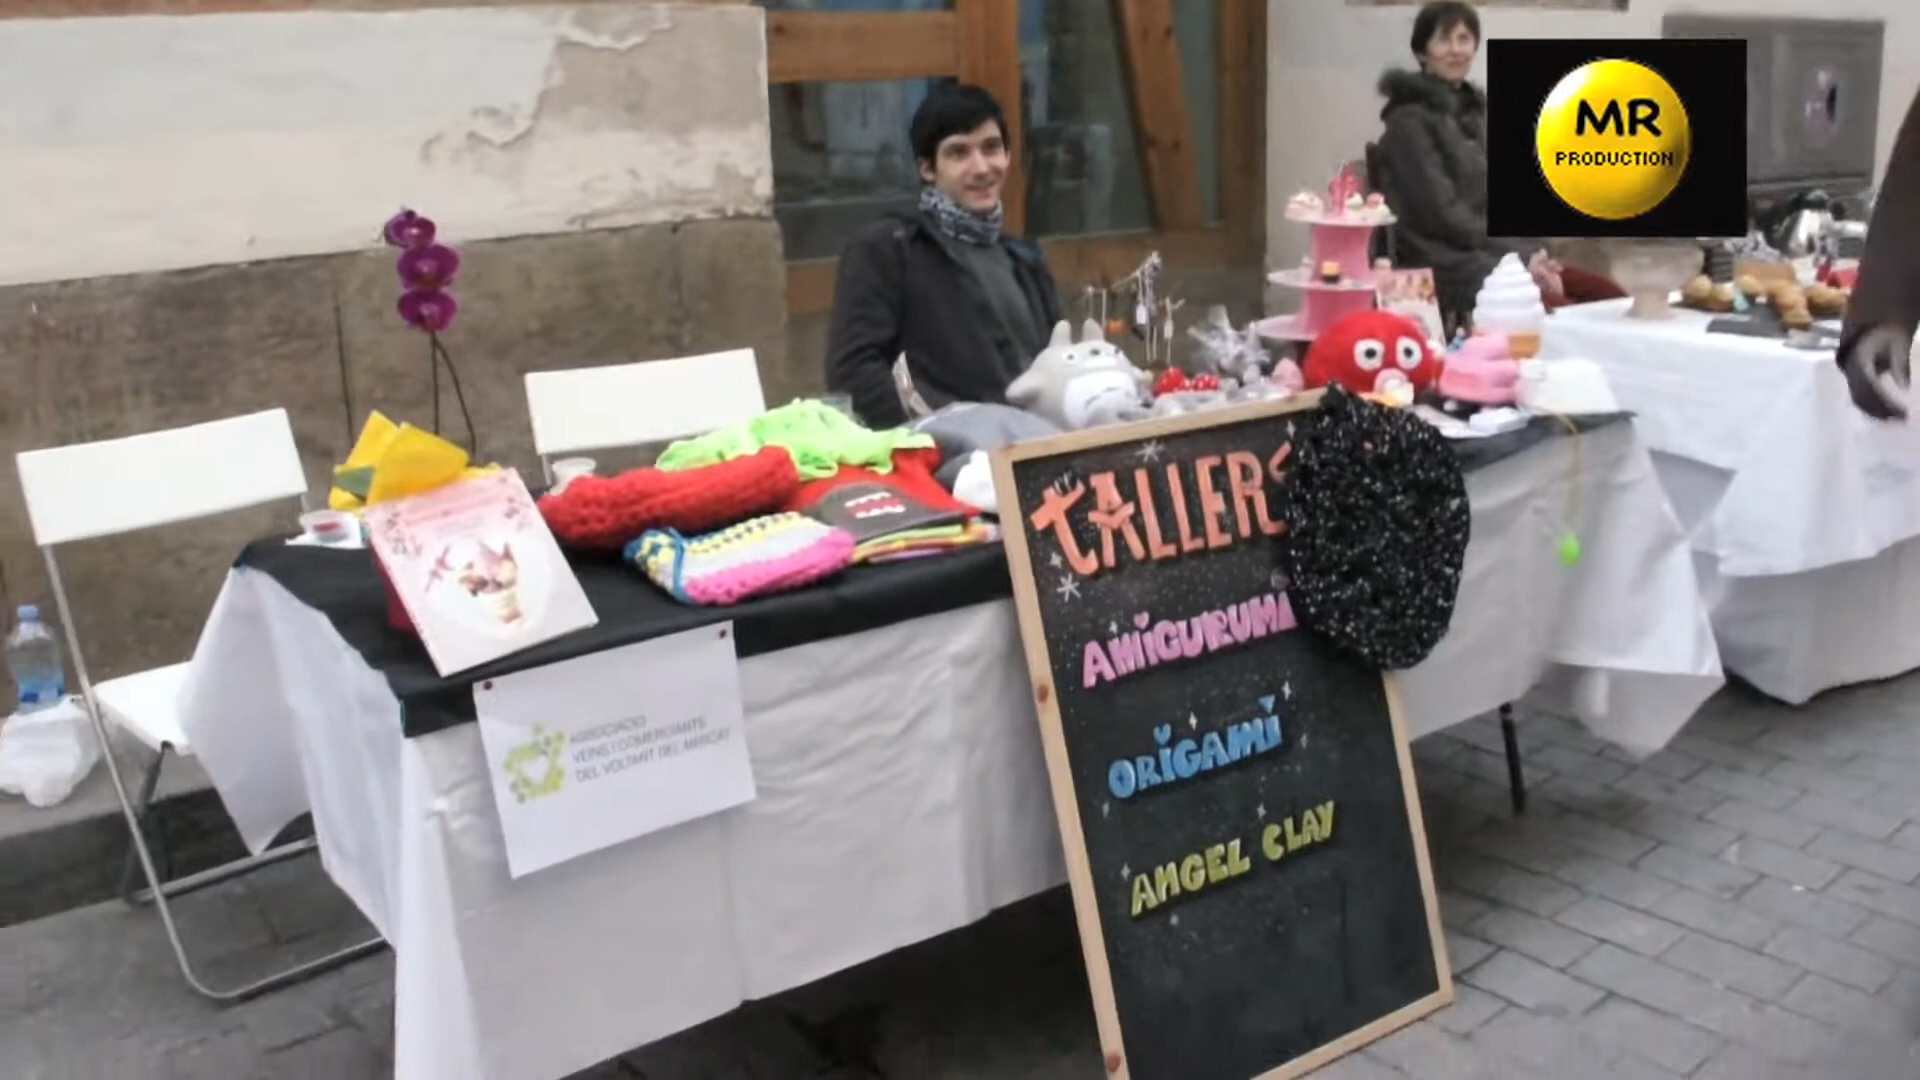 MR
PRODUCTION
TALLERS
AMIGURUMI
ORIGAMI
ANGEL CLAY
ASSOCIACIÓ
VEÏNS I COMERCIANTS
DEL VOLTANT DEL MERCAT